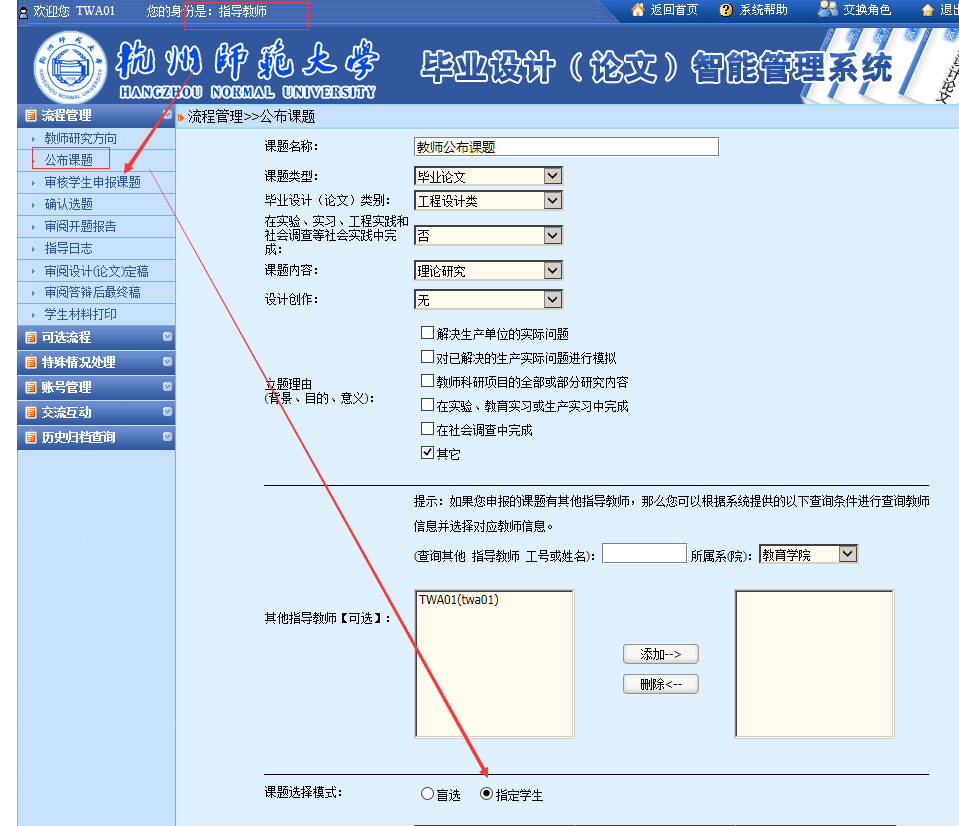 欢迎您 TWA01 您的身份是：指导教师 返回首页 系统帮助 交换角色 退出
杭州师范大学
HANGZHOU NORMAL UNIVERSITY
毕业设计（论文）智能管理系统
流程管理
教师研究方向
公布课题
审核学生申报课题
确认选题
审阅开题报告
指导日志
审阅设计(论文)定稿
审阅答辩后最终稿
学生材料打印
可选流程
特殊情况处理
账号管理
交流互动
历史归档查询
流程管理>>公布课题
课题名称： 教师公布课题
课题类型： 毕业论文
毕业设计（论文）类别： 工程设计类
在实验、实习、工程实践和
社会调查等社会实践中完 否
成：
课题内容： 理论研究
设计创作： 无
立题理由
(背景、目的、意义)：
解决生产单位的实际问题
对已解决的生产实际问题进行模拟
教师科研项目的全部或部分研究内容
在实验、教育实习或生产实习中完成
在社会调查中完成
其它
提示：如果您申报的课题有其他指导教师，那么您可以根据系统提供的以下查询条件进行查询教师
信息并选择对应教师信息。
(查询其他 指导教师 工号或姓名)： 所属系(院)： 教育学院
其他指导教师【可选】：
TWA01(twa01)
添加-->
删除<--
课题选择模式： 盲选 指定学生